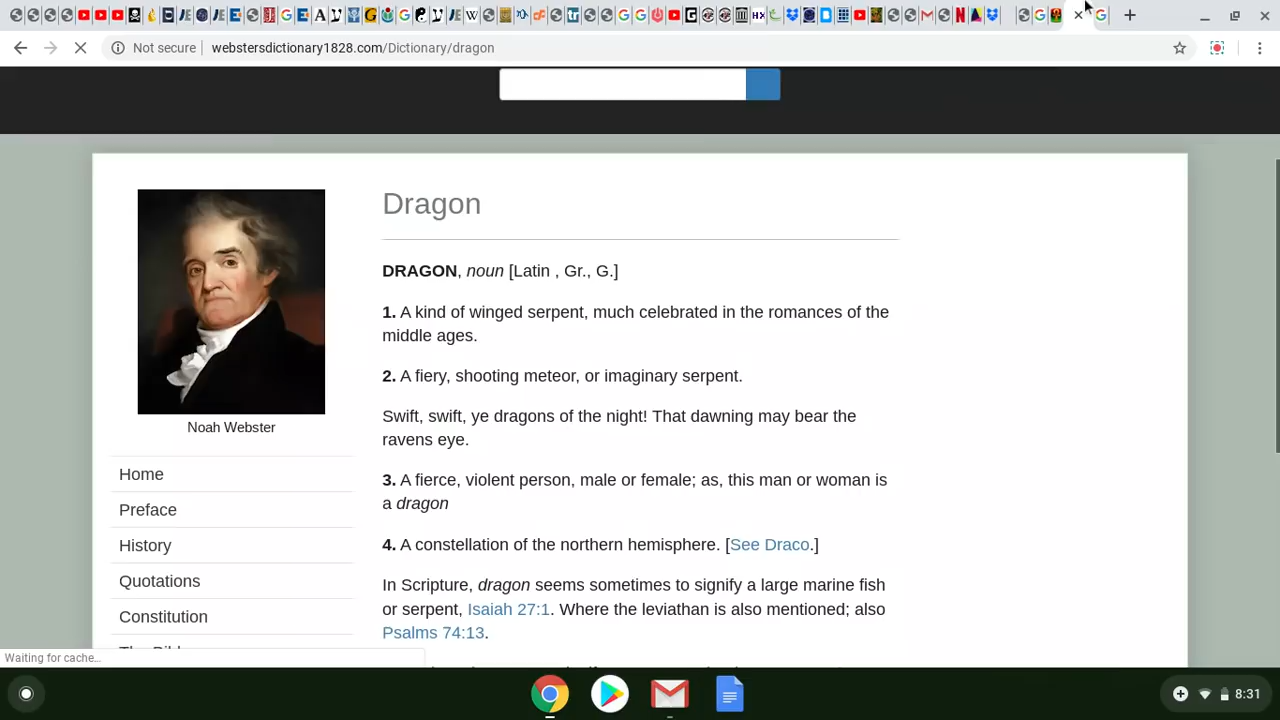 Not secure
webstersdictionary1828.com/Dictionary/dragon
Dragon
DRAGON, noun [Latin , Gr., G.]
1. A kind of winged serpent, much celebrated in the romances of the
middle ages.
2. A fiery, shooting meteor, or imaginary serpent.
Swift, swift, ye dragons of the night! That dawning may bear the
ravens eye.
3. A fierce, violent person, male or female; as, this man or woman is
a dragon
4. A constellation of the northern hemisphere. [See Draco.]
In Scripture, dragon seems sometimes to signify a large marine fish
or serpent, Isaiah 27:1. Where the leviathan is also mentioned; also
Psalms 74:13.
Noah Webster
Home
Preface
History
Quotations
Constitution
Waiting for cache...
8:31